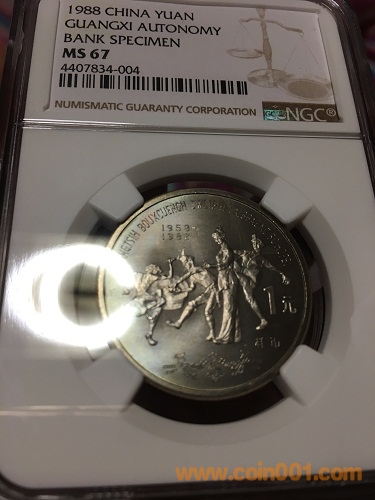 1988 CHINA YUAN
GUANGXI AUTONOMY
BANK SPECIMEN
MS 67
4407834-004
NUMISMATIC GUARANTY CORPORATION
NGC®
BOUXCUENGH
1958
1988
1元
www.coin001.com